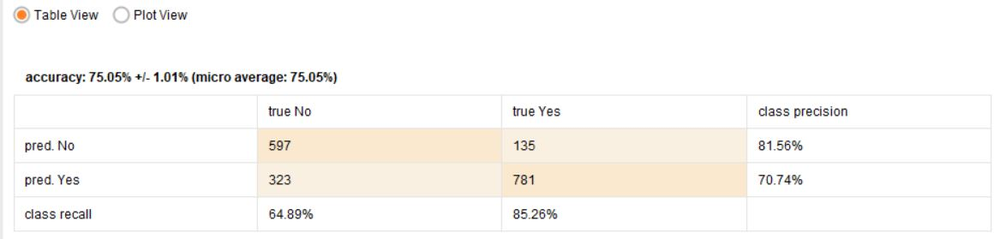 Table View Plot View
accuracy: 75.05% +/- 1.01% (micro average: 75.05%)
true No true Yes class precision
pred. No 597 135 81.56%
pred. Yes 323 781 70.74%
class recall 64.89% 85.26%